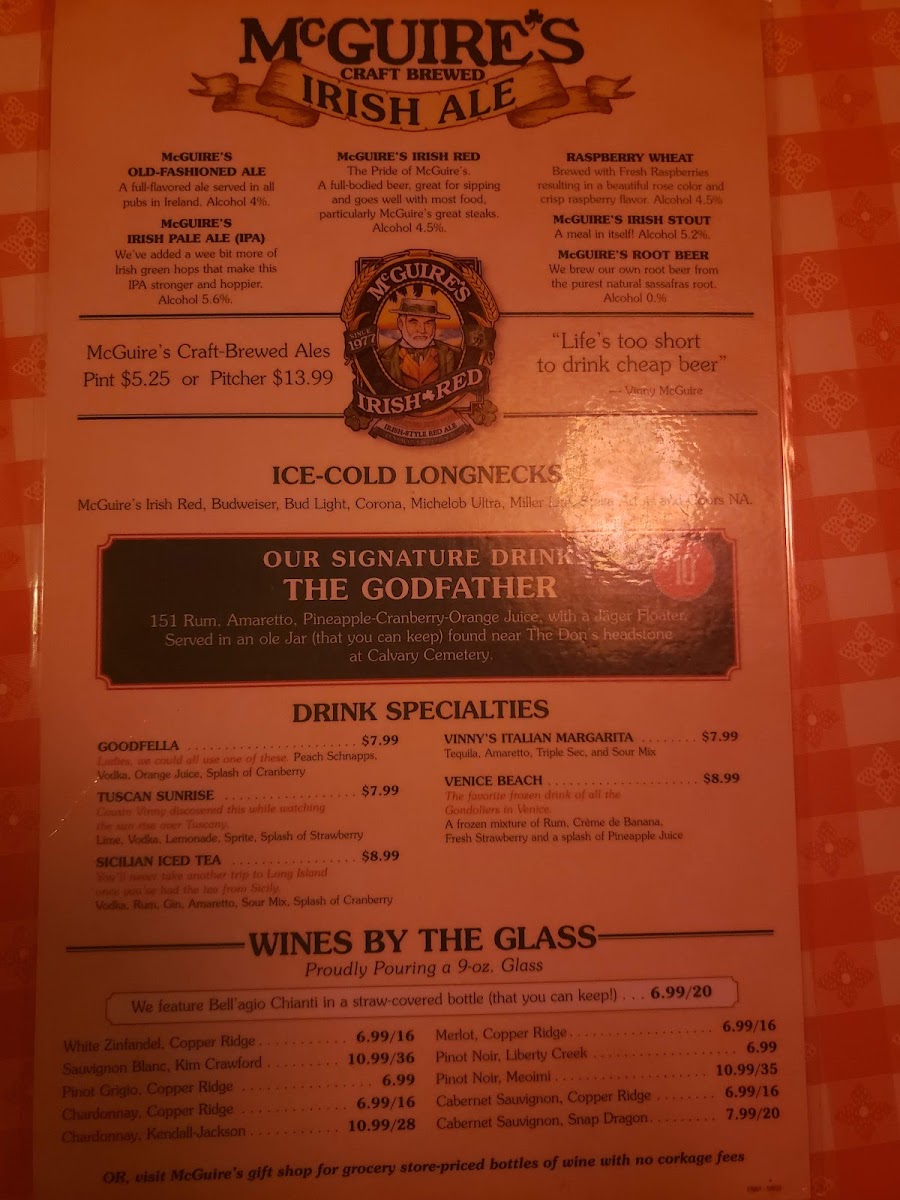 McGUIRE'S
CRAFT BREWED
IRISH ALE
McGUIRE'S
OLD-FASHIONED ALE
A full-flavored ale served in all
pubs in Ireland. Alcohol 4%.
McGUIRE'S
IRISH PALE ALE (IPA)
We've added a wee bit more of
Irish green hops that make this
IPA stronger and hoppier.
Alcohol 5.6%.
McGUIRE'S IRISH RED
The Pride of McGuire's.
A full-bodied beer, great for sipping
and goes well with most food,
particularly McGuire's great steaks.
Alcohol 4.5%.
RASPBERRY WHEAT
Brewed with Fresh Raspberries
resulting in a beautiful rose color and
crisp raspberry flavor. Alcohol 4.5%
McGUIRE'S IRISH STOUT
A meal in itself! Alcohol 5.2%.
McGUIRE'S ROOT BEER
We brew our own root beer from
the purest natural sassafras root.
Alcohol 0.%
McGuire's Craft-Brewed Ales
Pint $5.25 or Pitcher $13.99
McGUIRE'S
SINCE
1977
IRISH RED
IRISH-STYLE RED ALE
"Life's too short
to drink cheap beer"
— Vinny McGuire
ICE-COLD LONGNECKS
McGuire's Irish Red, Budweiser, Bud Light, Corona, Michelob Ultra, Miller and Coors NA.
OUR SIGNATURE DRINK
THE GODFATHER
10
151 Rum, Amaretto, Pineapple-Cranberry-Orange Juice, with a Jäger Floater.
Served in an ole Jar (that you can keep) found near The Don's headstone
at Calvary Cemetery.
DRINK SPECIALTIES
GOODFELLA . . . . . . . . . . . . . . . . . . . . . . $7.99
Ladies, we could all use one of these. Peach Schnapps,
Vodka, Orange Juice, Splash of Cranberry
TUSCAN SUNRISE . . . . . . . . . . . . . . . . . $7.99
Cousin Vinny discovered this while watching
the sun rise over Tuscany.
Lime, Vodka, Lemonade, Sprite, Splash of Strawberry
SICILIAN ICED TEA . . . . . . . . . . . . . . . . $8.99
You'll never take another trip to Long Island
once you've had the tea from Sicily.
Vodka, Rum, Gin, Amaretto, Sour Mix, Splash of Cranberry
VINNY'S ITALIAN MARGARITA . . . . . . . . $7.99
Tequila, Amaretto, Triple Sec, and Sour Mix
VENICE BEACH . . . . . . . . . . . . . . . . . . . . $8.99
The favorite frozen drink of all the
Gondoliers in Venice.
A frozen mixture of Rum, Crème de Banana,
Fresh Strawberry and a splash of Pineapple Juice
WINES BY THE GLASS
Proudly Pouring a 9-oz. Glass
We feature Bell'agio Chianti in a straw-covered bottle (that you can keep!) . . . 6.99/20
White Zinfandel, Copper Ridge . . . . . . . . . . . 6.99/16
Sauvignon Blanc, Kim Crawford . . . . . . . . . 10.99/36
Pinot Grigio, Copper Ridge . . . . . . . . . . . . . . . . 6.99
Chardonnay, Copper Ridge . . . . . . . . . . . . . 6.99/16
Chardonnay, Kendall-Jackson . . . . . . . . . . . 10.99/28
Merlot, Copper Ridge . . . . . . . . . . . . . . . . . . 6.99/16
Pinot Noir, Liberty Creek . . . . . . . . . . . . . . . . . . 6.99
Pinot Noir, Meoimi . . . . . . . . . . . . . . . . . . . 10.99/35
Cabernet Sauvignon, Copper Ridge . . . . . . . . 6.99/16
Cabernet Sauvignon, Snap Dragon . . . . . . . . . 7.99/20
OR, visit McGuire's gift shop for grocery store-priced bottles of wine with no corkage fees